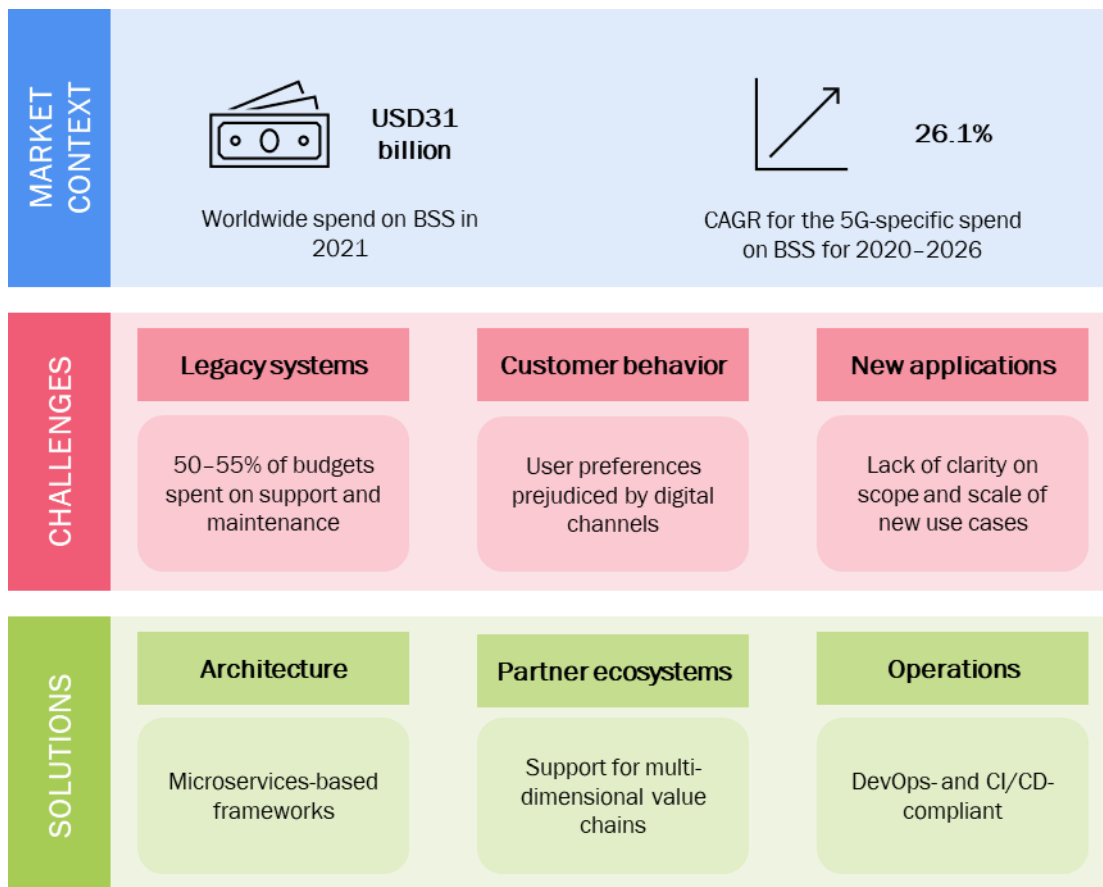 MARKET
CONTEXT
USD31
billion
Worldwide spend on BSS in
2021
26.1%
CAGR for the 5G-specific spend
on BSS for 2020–2026
CHALLENGES
Legacy systems
50–55% of budgets
spent on support and
maintenance
Customer behavior
User preferences
prejudiced by digital
channels
New applications
Lack of clarity on
scope and scale of
new use cases
SOLUTIONS
Architecture
Microservices-based
frameworks
Partner ecosystems
Support for multi-
dimensional value
chains
Operations
DevOps- and CI/CD-
compliant